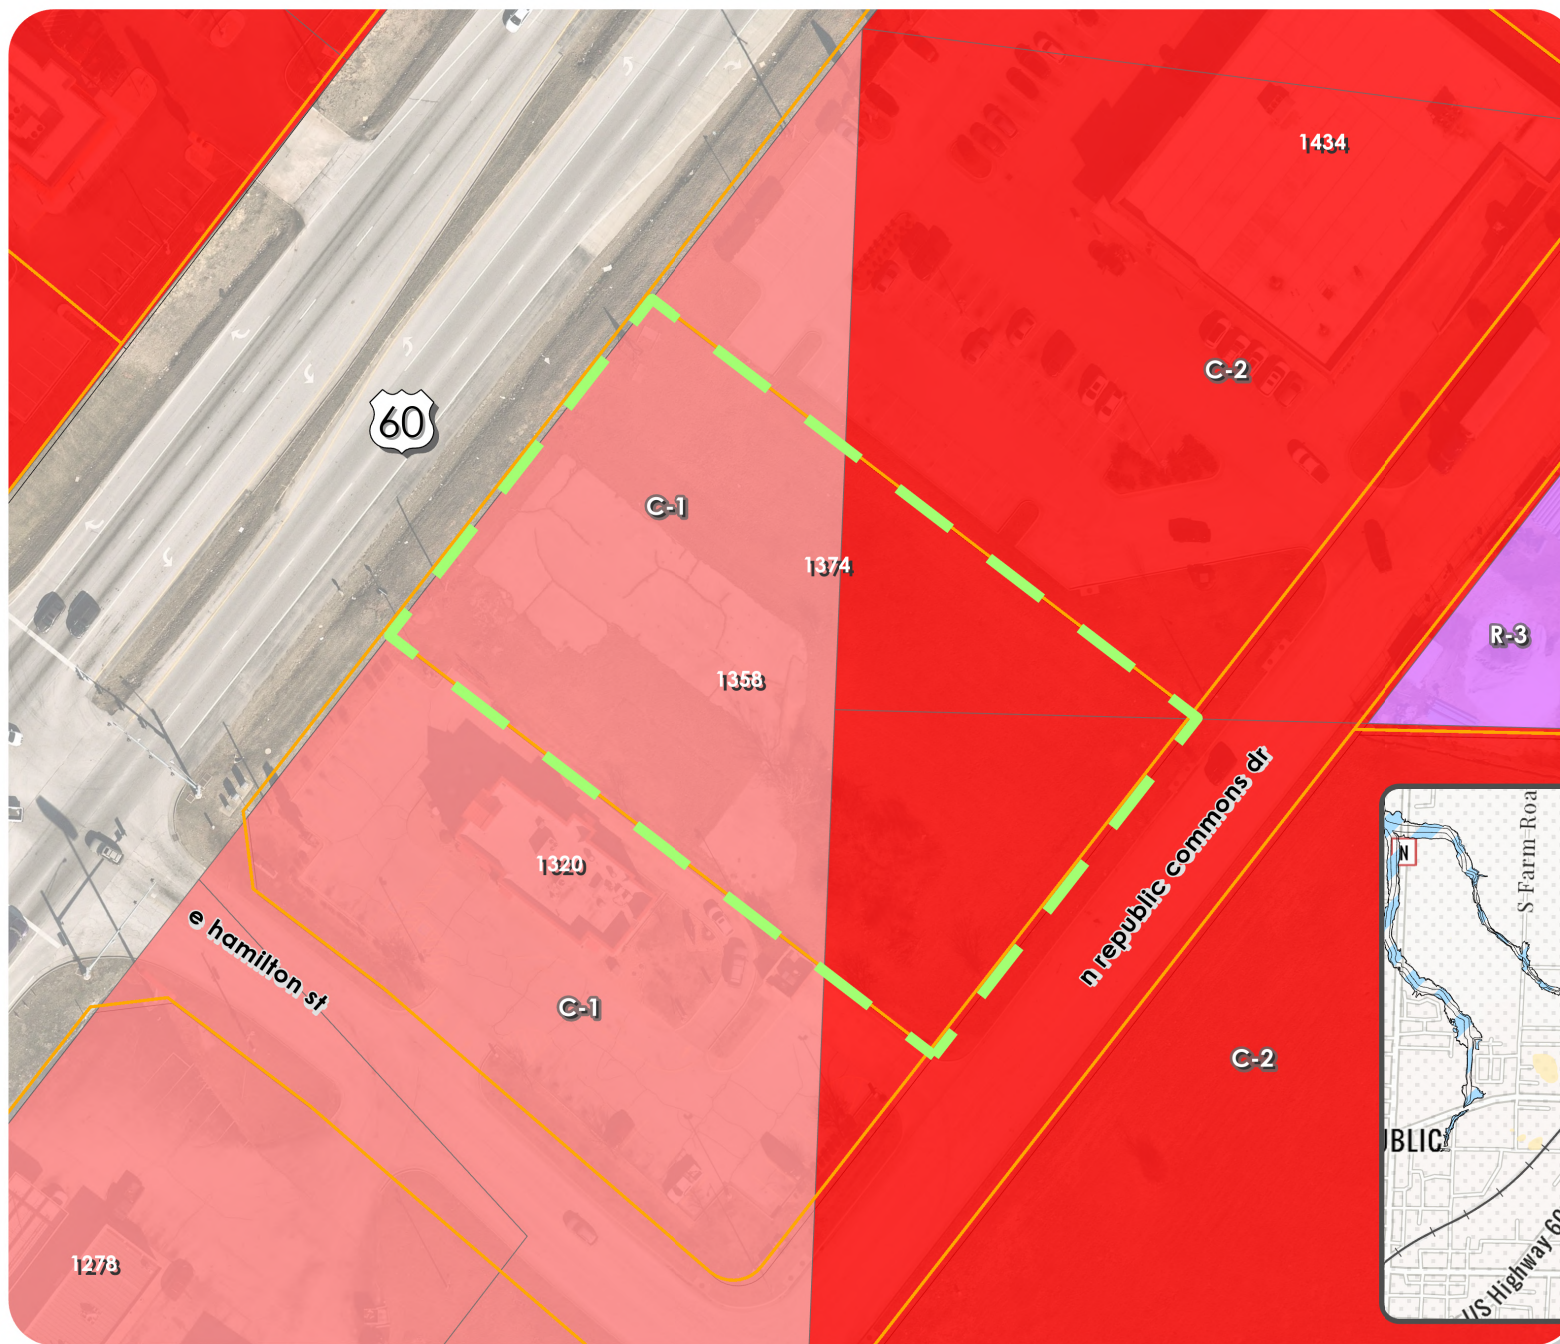 1434
C-2
60
C-1
1374
R-3
1358
n republic commons dr
1320
e hamilton st
C-1
C-2
1278
N
S Farm Roa
UBLIC
US Highway 60